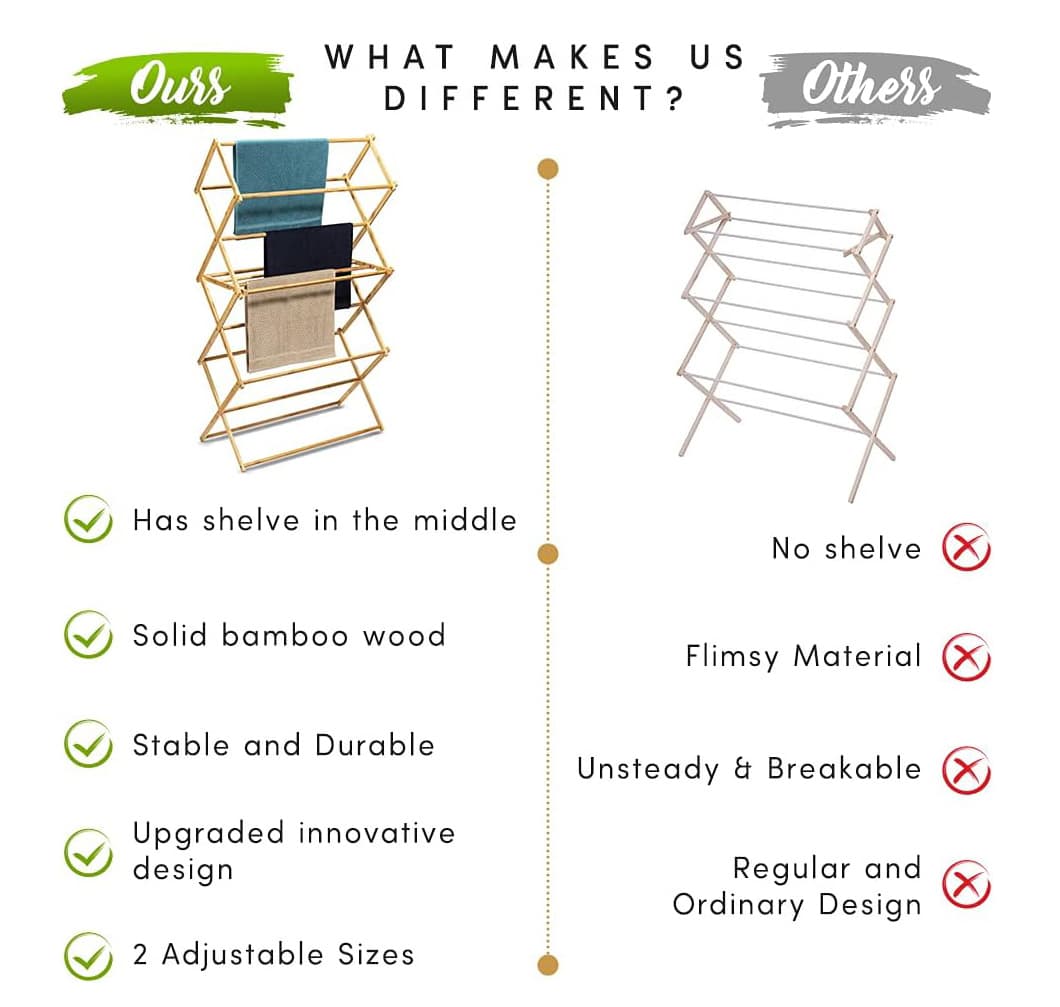 WHAT MAKES US
DIFFERENT?
Ours
Others
Has shelve in the middle
Solid bamboo wood
Stable and Durable
Upgraded innovative
design
2 Adjustable Sizes
No shelve
Flimsy Material
Unsteady & Breakable
Regular and
Ordinary Design